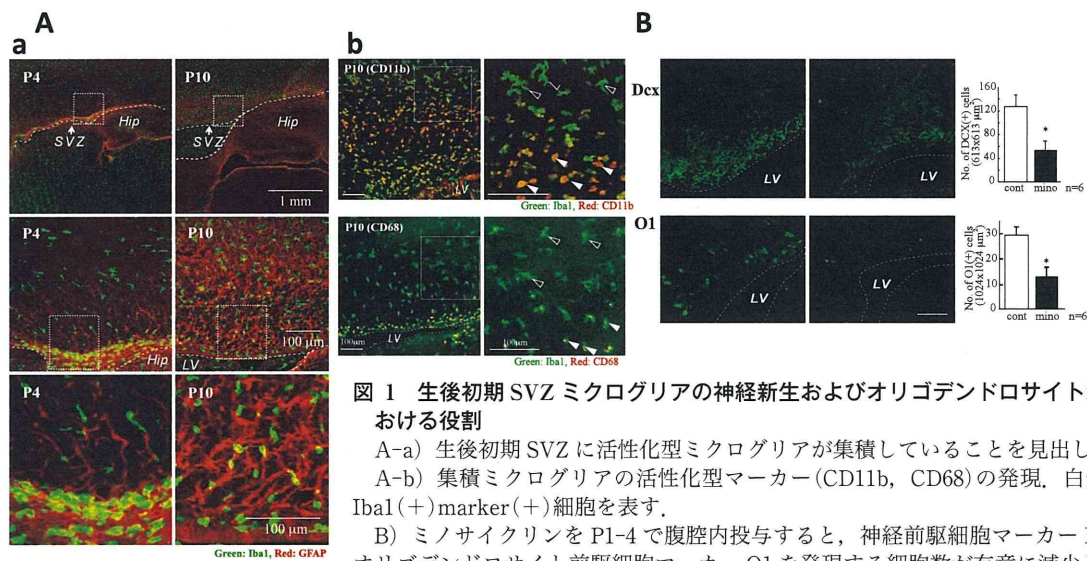 A
a
P4
P10
Hip
SVZ
Hip
SVZ
1 mm
P4
P10
Hip
LV
100 μm
P4
P10
100 μm
Green: Iba1, Red: GFAP
b
P10 (CD11b)
LV
Green: Iba1, Red: CD11b
P10 (CD68)
LV
100μm
100μm
Green: Iba1, Red: CD68
B
Dcx
LV
LV
No. of DCX(+) cells
(613x613 μm²)
160
120
80
40
0
*
cont
mino
n=6
O1
LV
LV
No. of O1(+) cells
(1024x1024 μm²)
30
20
10
0
*
cont
mino
n=6
図 1 生後初期 SVZ ミクログリアの神経新生およびオリゴデンドロサイト
おける役割
A-a) 生後初期 SVZ に活性化型ミクログリアが集積していることを見出し
A-b) 集積ミクログリアの活性化型マーカー(CD11b, CD68)の発現. 白
Iba1(+)marker(+)細胞を表す.
B) ミノサイクリンを P1-4 で腹腔内投与すると, 神経前駆細胞マーカー